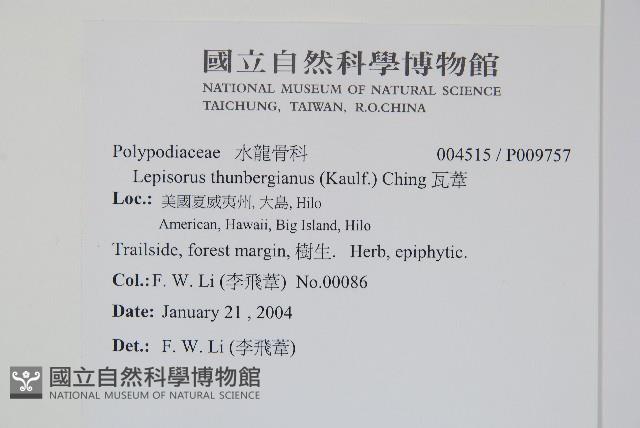 國立自然科學博物館
NATIONAL MUSEUM OF NATURAL SCIENCE
TAICHUNG, TAIWAN, R.O.CHINA
Polypodiaceae 水龍骨科 004515 / P009757
Lepisorus thunbergianus (Kaulf.) Ching 瓦葦
Loc.: 美國夏威夷州, 大島, Hilo
American, Hawaii, Big Island, Hilo
Trailside, forest margin, 樹生. Herb, epiphytic.
Col.: F. W. Li (李飛葦) No.00086
Date: January 21 , 2004
Det.: F. W. Li (李飛葦)
國立自然科學博物館
NATIONAL MUSEUM OF NATURAL SCIENCE